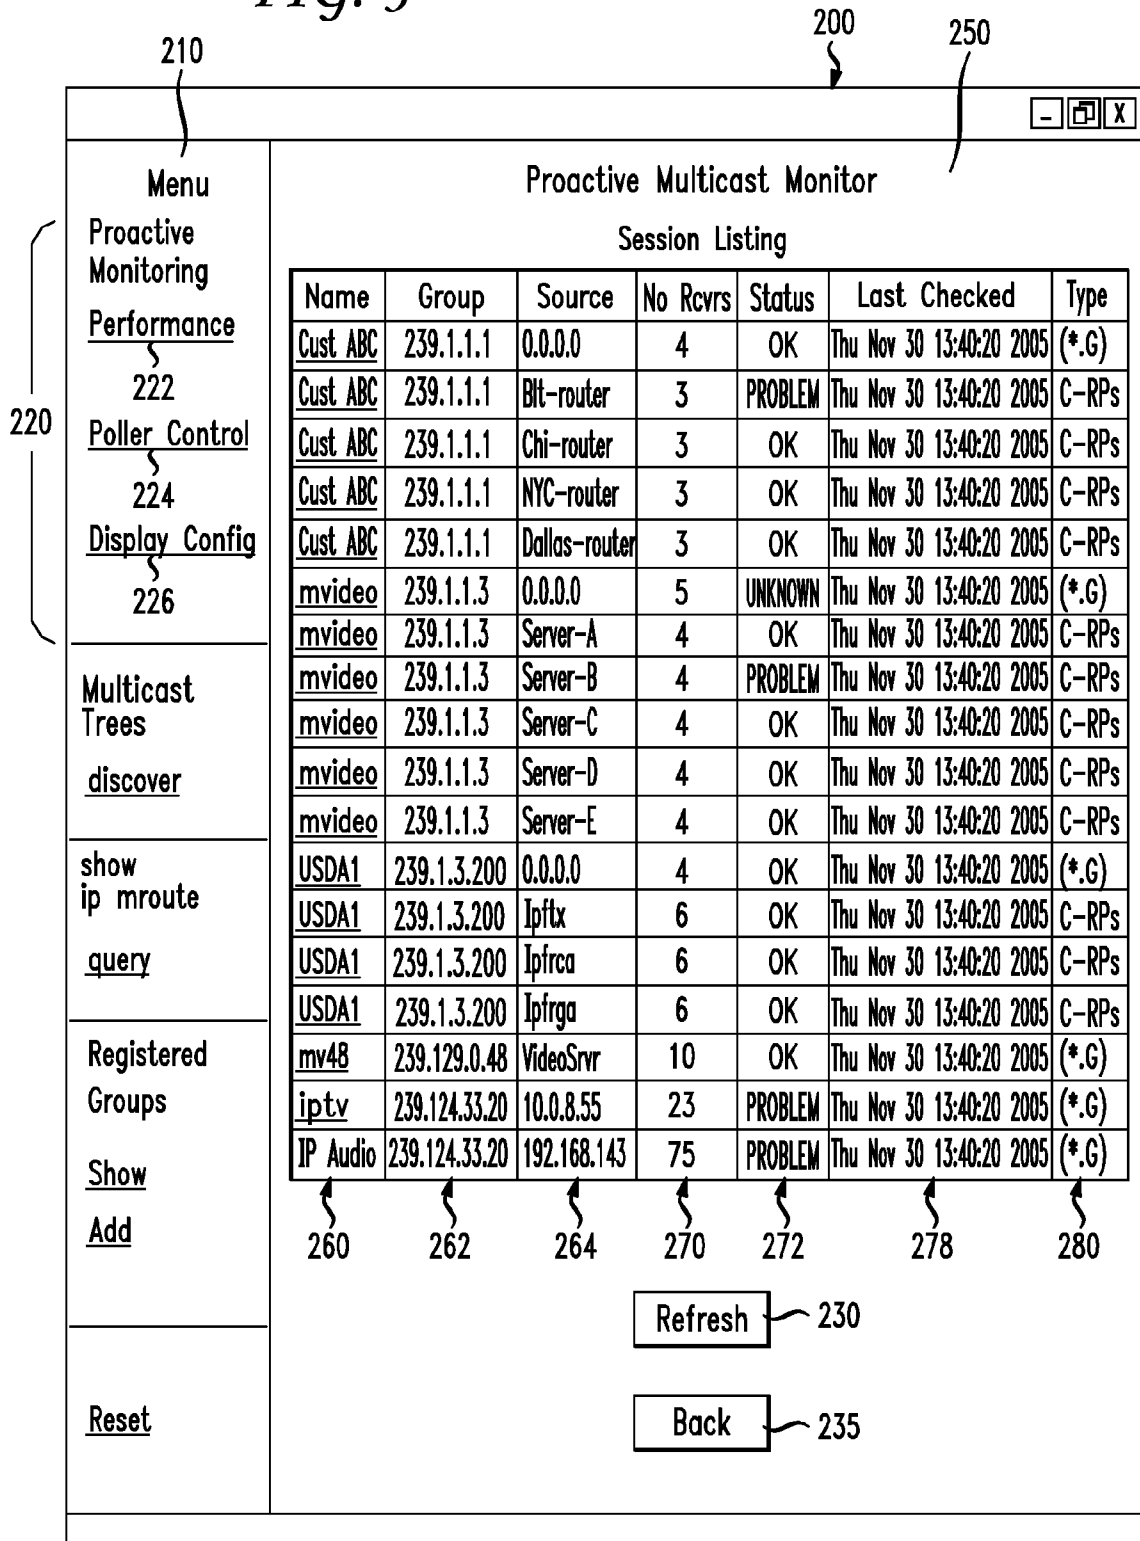 200
250
210
Menu
220
Proactive
Monitoring
Performance
222
Poller Control
224
Display Config
226
Multicast
Trees
discover
show
ip mroute
query
Registered
Groups
Show
Add
Reset
Proactive Multicast Monitor
Session Listing
Name Group Source No Rcvrs Status Last Checked Type
Cust ABC 239.1.1.1 0.0.0.0 4 OK Thu Nov 30 13:40:20 2005 (*.G)
Cust ABC 239.1.1.1 Blt-router 3 PROBLEM Thu Nov 30 13:40:20 2005 C-RPs
Cust ABC 239.1.1.1 Chi-router 3 OK Thu Nov 30 13:40:20 2005 C-RPs
Cust ABC 239.1.1.1 NYC-router 3 OK Thu Nov 30 13:40:20 2005 C-RPs
Cust ABC 239.1.1.1 Dallas-router 3 OK Thu Nov 30 13:40:20 2005 C-RPs
mvideo 239.1.1.3 0.0.0.0 5 UNKNOWN Thu Nov 30 13:40:20 2005 (*.G)
mvideo 239.1.1.3 Server-A 4 OK Thu Nov 30 13:40:20 2005 C-RPs
mvideo 239.1.1.3 Server-B 4 PROBLEM Thu Nov 30 13:40:20 2005 C-RPs
mvideo 239.1.1.3 Server-C 4 OK Thu Nov 30 13:40:20 2005 C-RPs
mvideo 239.1.1.3 Server-D 4 OK Thu Nov 30 13:40:20 2005 C-RPs
mvideo 239.1.1.3 Server-E 4 OK Thu Nov 30 13:40:20 2005 C-RPs
USDA1 239.1.3.200 0.0.0.0 4 OK Thu Nov 30 13:40:20 2005 (*.G)
USDA1 239.1.3.200 Ipftx 6 OK Thu Nov 30 13:40:20 2005 C-RPs
USDA1 239.1.3.200 Ipfrca 6 OK Thu Nov 30 13:40:20 2005 C-RPs
USDA1 239.1.3.200 Ipfrga 6 OK Thu Nov 30 13:40:20 2005 C-RPs
mv48 239.129.0.48 VideoSrvr 10 OK Thu Nov 30 13:40:20 2005 (*.G)
iptv 239.124.33.20 10.0.8.55 23 PROBLEM Thu Nov 30 13:40:20 2005 (*.G)
IP Audio 239.124.33.20 192.168.143 75 PROBLEM Thu Nov 30 13:40:20 2005 (*.G)
260 262 264 270 272 278 280
Refresh 230
Back 235